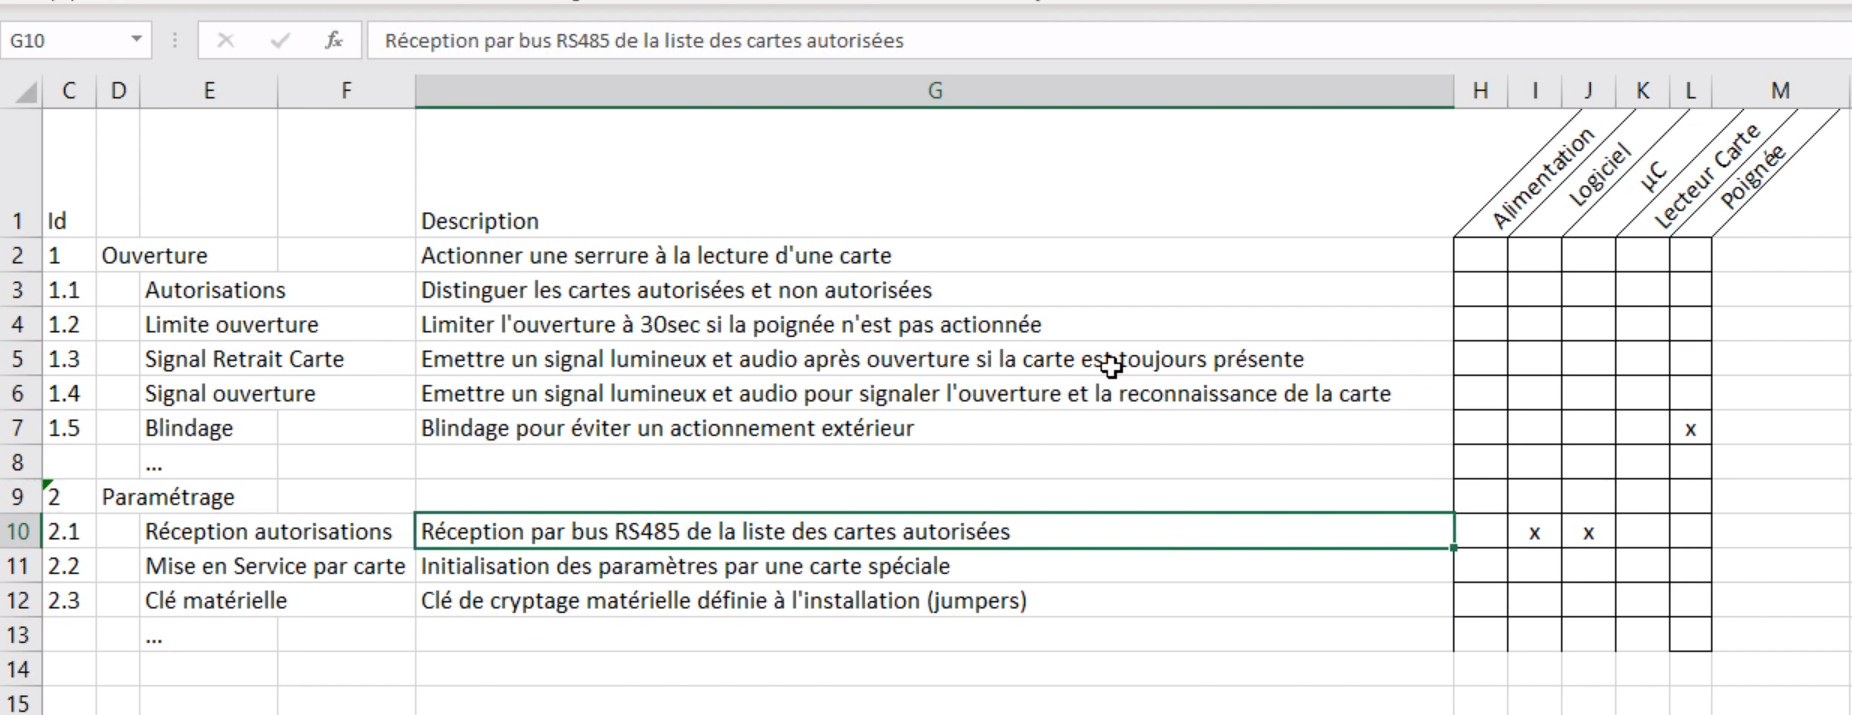 G10 fx Réception par bus RS485 de la liste des cartes autorisées
C D E F G H I J K L M
1 Id Description Alimentation Logiciel µC Lecteur Carte Poignée
2 1 Ouverture Actionner une serrure à la lecture d'une carte
3 1.1 Autorisations Distinguer les cartes autorisées et non autorisées
4 1.2 Limite ouverture Limiter l'ouverture à 30sec si la poignée n'est pas actionnée
5 1.3 Signal Retrait Carte Emettre un signal lumineux et audio après ouverture si la carte est toujours présente
6 1.4 Signal ouverture Emettre un signal lumineux et audio pour signaler l'ouverture et la reconnaissance de la carte
7 1.5 Blindage Blindage pour éviter un actionnement extérieur x
8 ...
9 2 Paramétrage
10 2.1 Réception autorisations Réception par bus RS485 de la liste des cartes autorisées x x
11 2.2 Mise en Service par carte Initialisation des paramètres par une carte spéciale
12 2.3 Clé matérielle Clé de cryptage matérielle définie à l'installation (jumpers)
13 ...
14
15